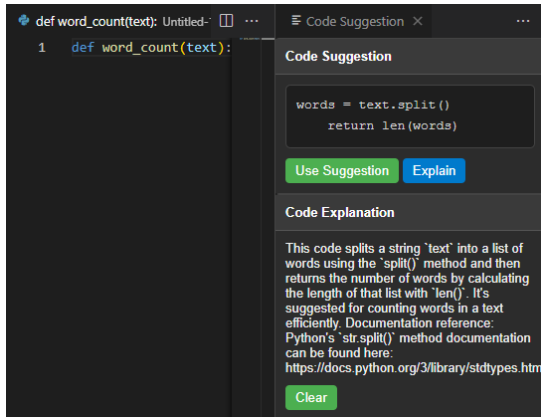 def word_count(text): Untitled-
···
1 def word_count(text):
Code Suggestion
···
Code Suggestion
words = text.split()
return len(words)
Use Suggestion Explain
Code Explanation
This code splits a string `text` into a list of
words using the `split()` method and then
returns the number of words by calculating
the length of that list with `len()`. It's
suggested for counting words in a text
efficiently. Documentation reference:
Python's `str.split()` method documentation
can be found here:
https://docs.python.org/3/library/stdtypes.htm
Clear